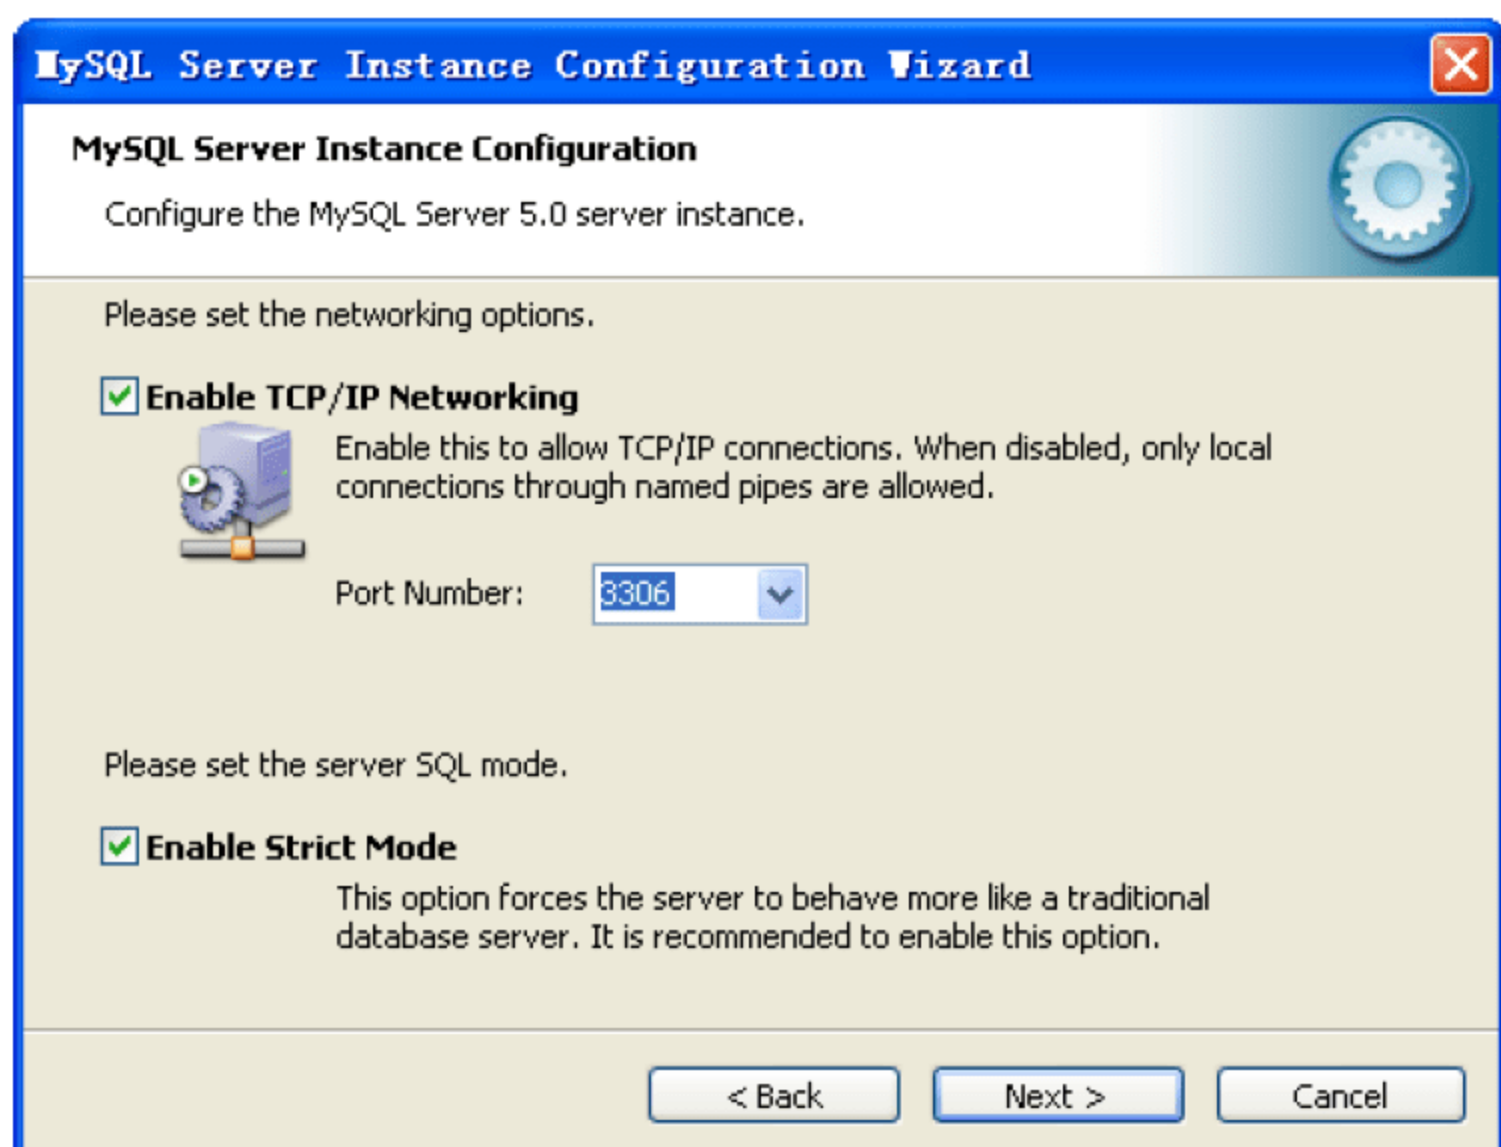 MySQL Server Instance Configuration Wizard
MySQL Server Instance Configuration
Configure the MySQL Server 5.0 server instance.
Please set the networking options.
Enable TCP/IP Networking
Enable this to allow TCP/IP connections. When disabled, only local
connections through named pipes are allowed.
Port Number: 3306
Please set the server SQL mode.
Enable Strict Mode
This option forces the server to behave more like a traditional
database server. It is recommended to enable this option.
< Back Next > Cancel